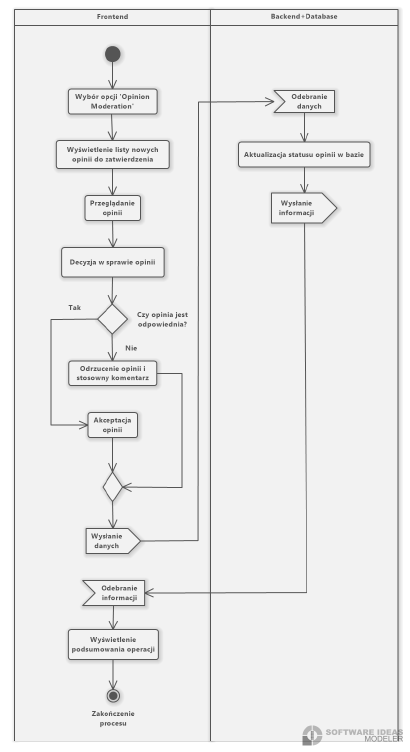 Frontend
Backend+Database
Wybór opcji 'Opinion
Moderation'
Wyświetlenie listy nowych
opinii do zatwierdzenia
Przeglądanie
opinii
Decyzja w sprawie opinii
Tak
Czy opinia jest
odpowiednia?
Nie
Odrzucenie opinii i
stosowny komentarz
Akceptacja
opinii
Wysłanie
danych
Odebranie
danych
Aktualizacja statusu opinii w bazie
Wysłanie
informacji
Odebranie
informacji
Wyświetlenie
podsumowania operacji
Zakończenie
procesu
SOFTWARE IDEAS
MODELER